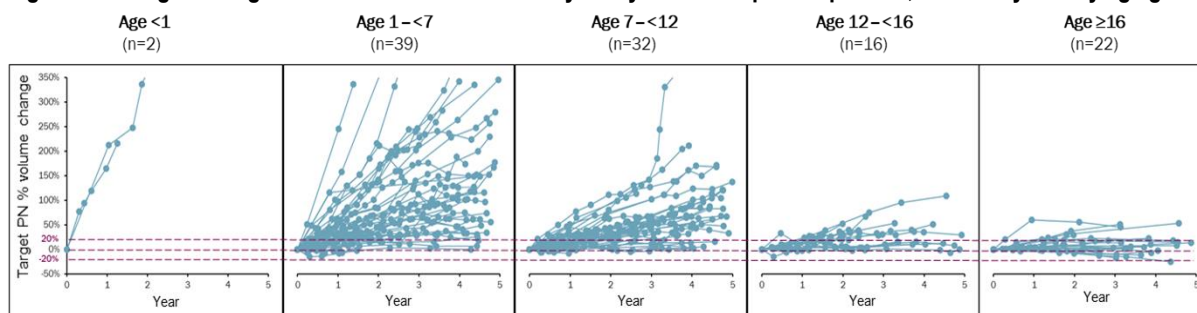 Age <1 Age 1–<7 Age 7–<12 Age 12–<16 Age ≥16
(n=2) (n=39) (n=32) (n=16) (n=22)
Target PN % volume change
350%
300%
250%
200%
150%
100%
50%
20%
0%
-20%
-50%
0 1 2 3 4 5 0 1 2 3 4 5 0 1 2 3 4 5 0 1 2 3 4 5 0 1 2 3 4 5
Year Year Year Year Year